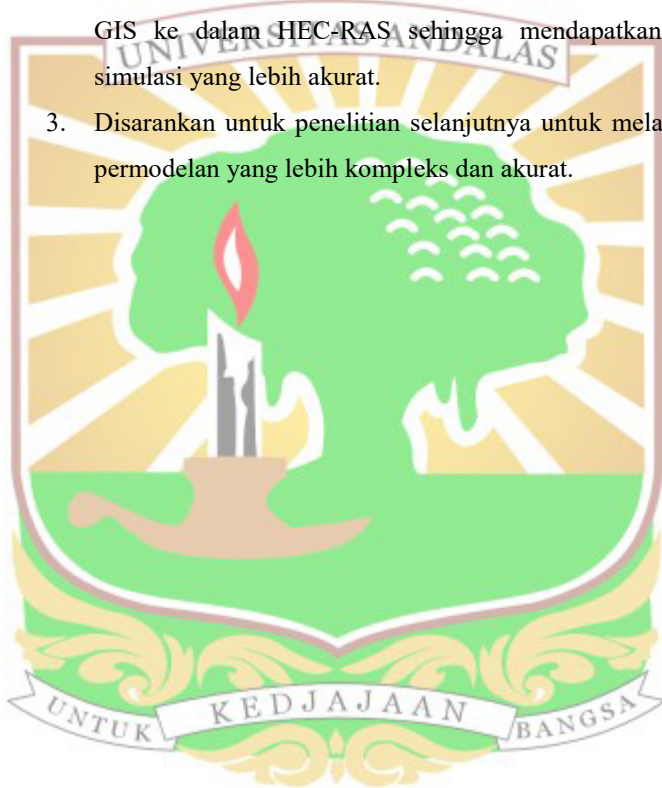 GIS ke dalam HEC-RAS sehingga mendapatkan
UNIVERSITAS ANDALAS
simulasi yang lebih akurat.
3. Disarankan untuk penelitian selanjutnya untuk mela
permodelan yang lebih kompleks dan akurat.
UNTUK KEDJAJAAN BANGSA